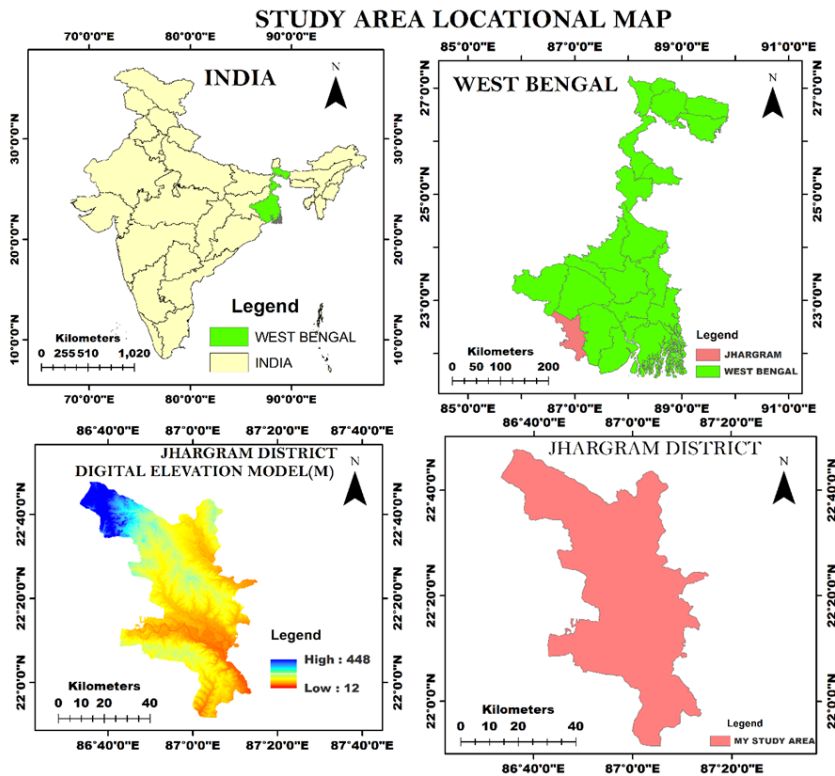 STUDY AREA LOCATIONAL MAP
70°0'0"E 80°0'0"E 90°0'0"E
INDIA
N
30°0'0"N 20°0'0"N 10°0'0"N
30°0'0"N 20°0'0"N 10°0'0"N
Legend
WEST BENGAL
INDIA
Kilometers
0 255 510 1,020
70°0'0"E 80°0'0"E 90°0'0"E
85°0'0"E 87°0'0"E 89°0'0"E 91°0'0"E
WEST BENGAL
N
27°0'0"N 25°0'0"N 23°0'0"N
27°0'0"N 25°0'0"N 23°0'0"N
Legend
JHARGRAM
WEST BENGAL
Kilometers
0 50 100 200
85°0'0"E 87°0'0"E 89°0'0"E 91°0'0"E
86°40'0"E 87°0'0"E 87°20'0"E
JHARGRAM DISTRICT
DIGITAL ELEVATION MODEL(M)
N
22°40'0"N 22°20'0"N 22°0'0"N
22°40'0"N 22°20'0"N 22°0'0"N
Legend
High : 448
Low : 12
Kilometers
0 10 20 40
86°40'0"E 87°0'0"E 87°20'0"E
86°40'0"E 87°0'0"E 87°20'0"E
JHARGRAM DISTRICT
N
22°40'0"N 22°20'0"N 22°0'0"N
22°40'0"N 22°20'0"N 22°0'0"N
Kilometers
0 10 20 40
Legend
MY STUDY AREA
86°40'0"E 87°0'0"E 87°20'0"E